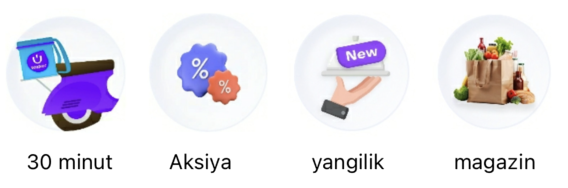 %
%
New
30 minut
Aksiya
yangilik
magazin